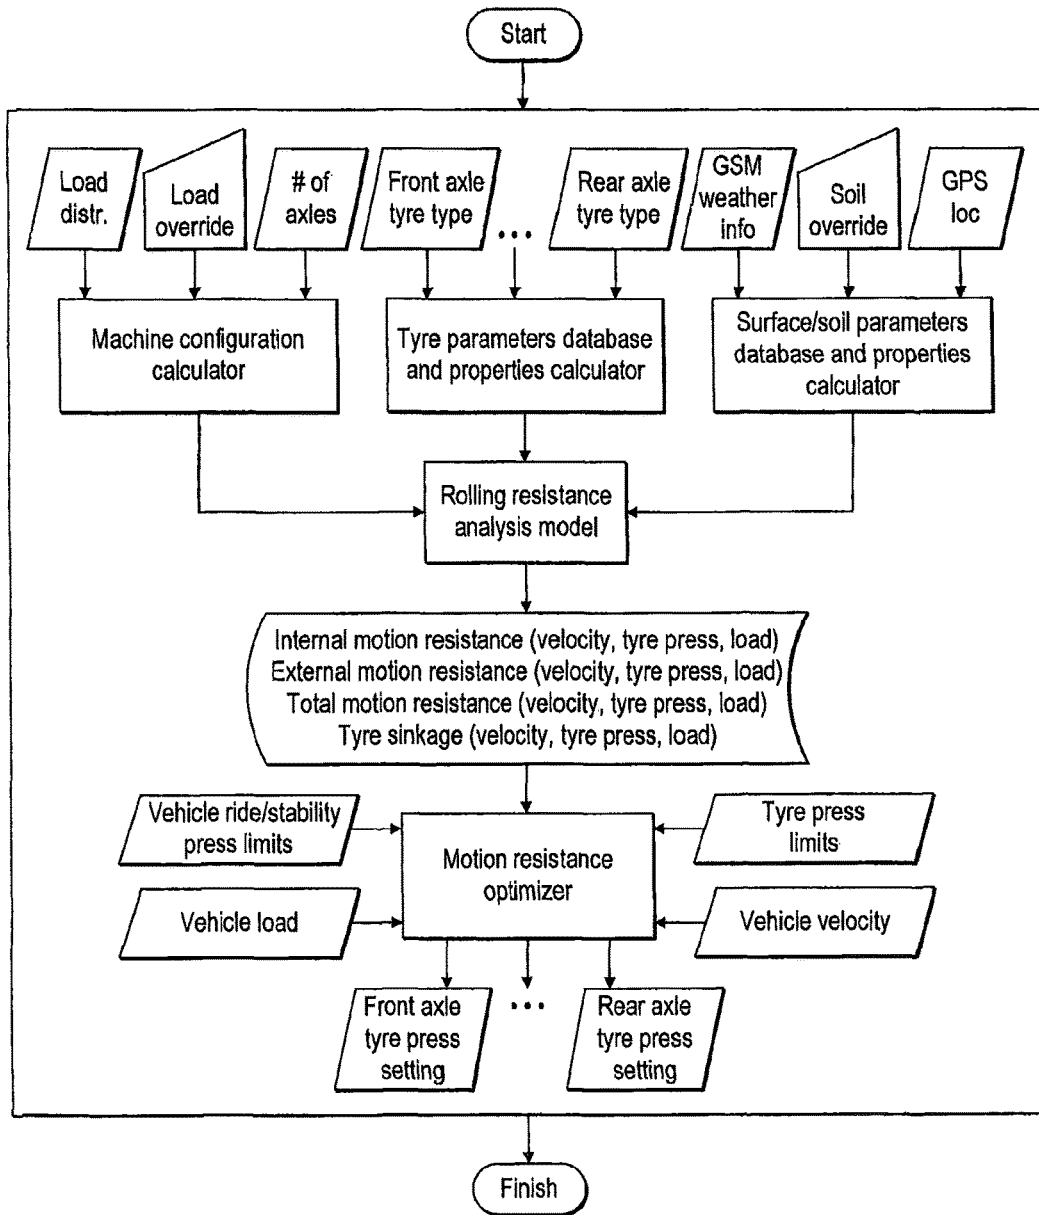 Start
Load
distr.
Load
override
# of
axles
Front axle
tyre type
...
Rear axle
tyre type
GSM
weather
info
Soil
override
GPS
loc
Machine configuration
calculator
Tyre parameters database
and properties calculator
Surface/soil parameters
database and properties
calculator
Rolling resistance
analysis model
Internal motion resistance (velocity, tyre press, load)
External motion resistance (velocity, tyre press, load)
Total motion resistance (velocity, tyre press, load)
Tyre sinkage (velocity, tyre press, load)
Vehicle ride/stability
press limits
Tyre press
limits
Motion resistance
optimizer
Vehicle load
Vehicle velocity
Front axle
tyre press
setting
...
Rear axle
tyre press
setting
Finish